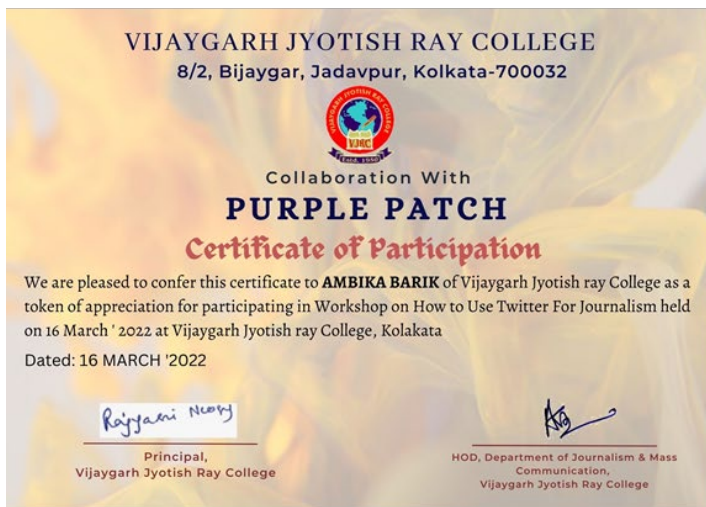 VIJAYGARH JYOTISH RAY COLLEGE
8/2, Bijaygar, Jadavpur, Kolkata-700032
VIJAYGARH JYOTISH RAY COLLEGE
VJRC
Estd. 1950
Collaboration With
PURPLE PATCH
Certificate of Participation
We are pleased to confer this certificate to AMBIKA BARIK of Vijaygarh Jyotish ray College as a
token of appreciation for participating in Workshop on How to Use Twitter For Journalism held
on 16 March ' 2022 at Vijaygarh Jyotish ray College, Kolakata
Dated: 16 MARCH '2022
Principal,
Vijaygarh Jyotish Ray College
HOD, Department of Journalism & Mass
Communication,
Vijaygarh Jyotish Ray College